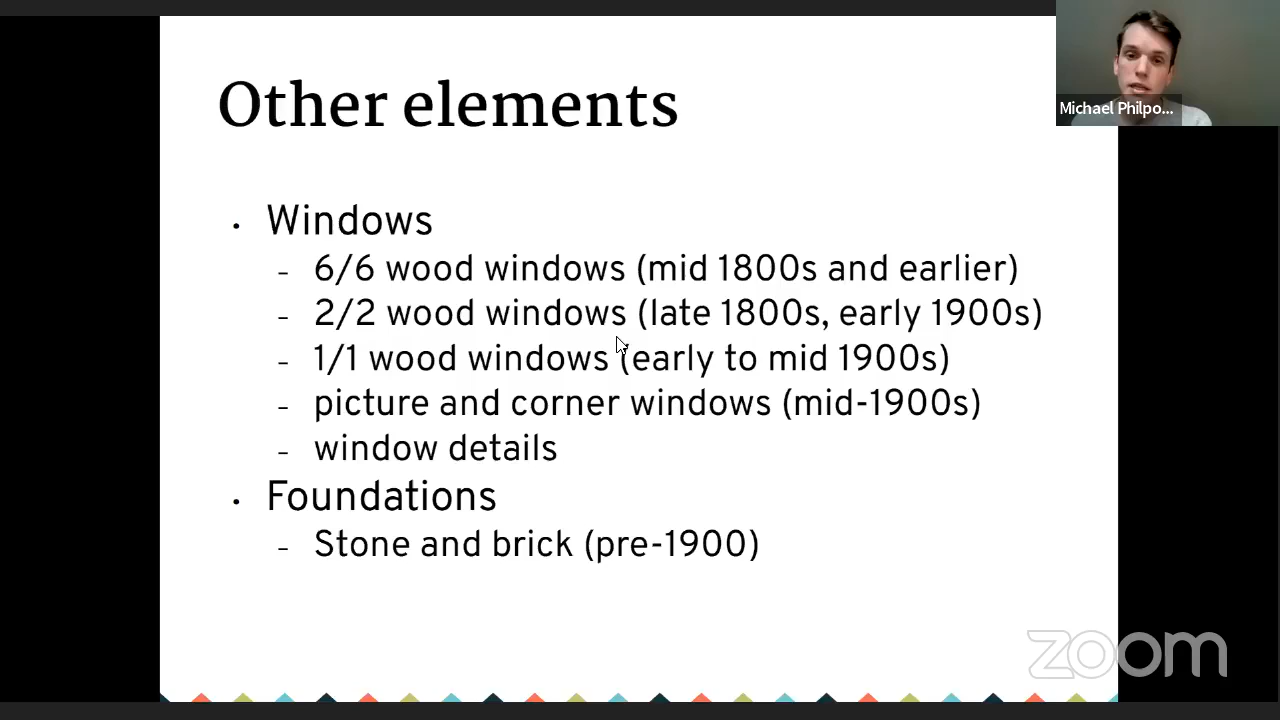 Other elements
Michael Philpo...
• Windows
– 6/6 wood windows (mid 1800s and earlier)
– 2/2 wood windows (late 1800s, early 1900s)
– 1/1 wood windows (early to mid 1900s)
– picture and corner windows (mid-1900s)
– window details
• Foundations
– Stone and brick (pre-1900)
zoom